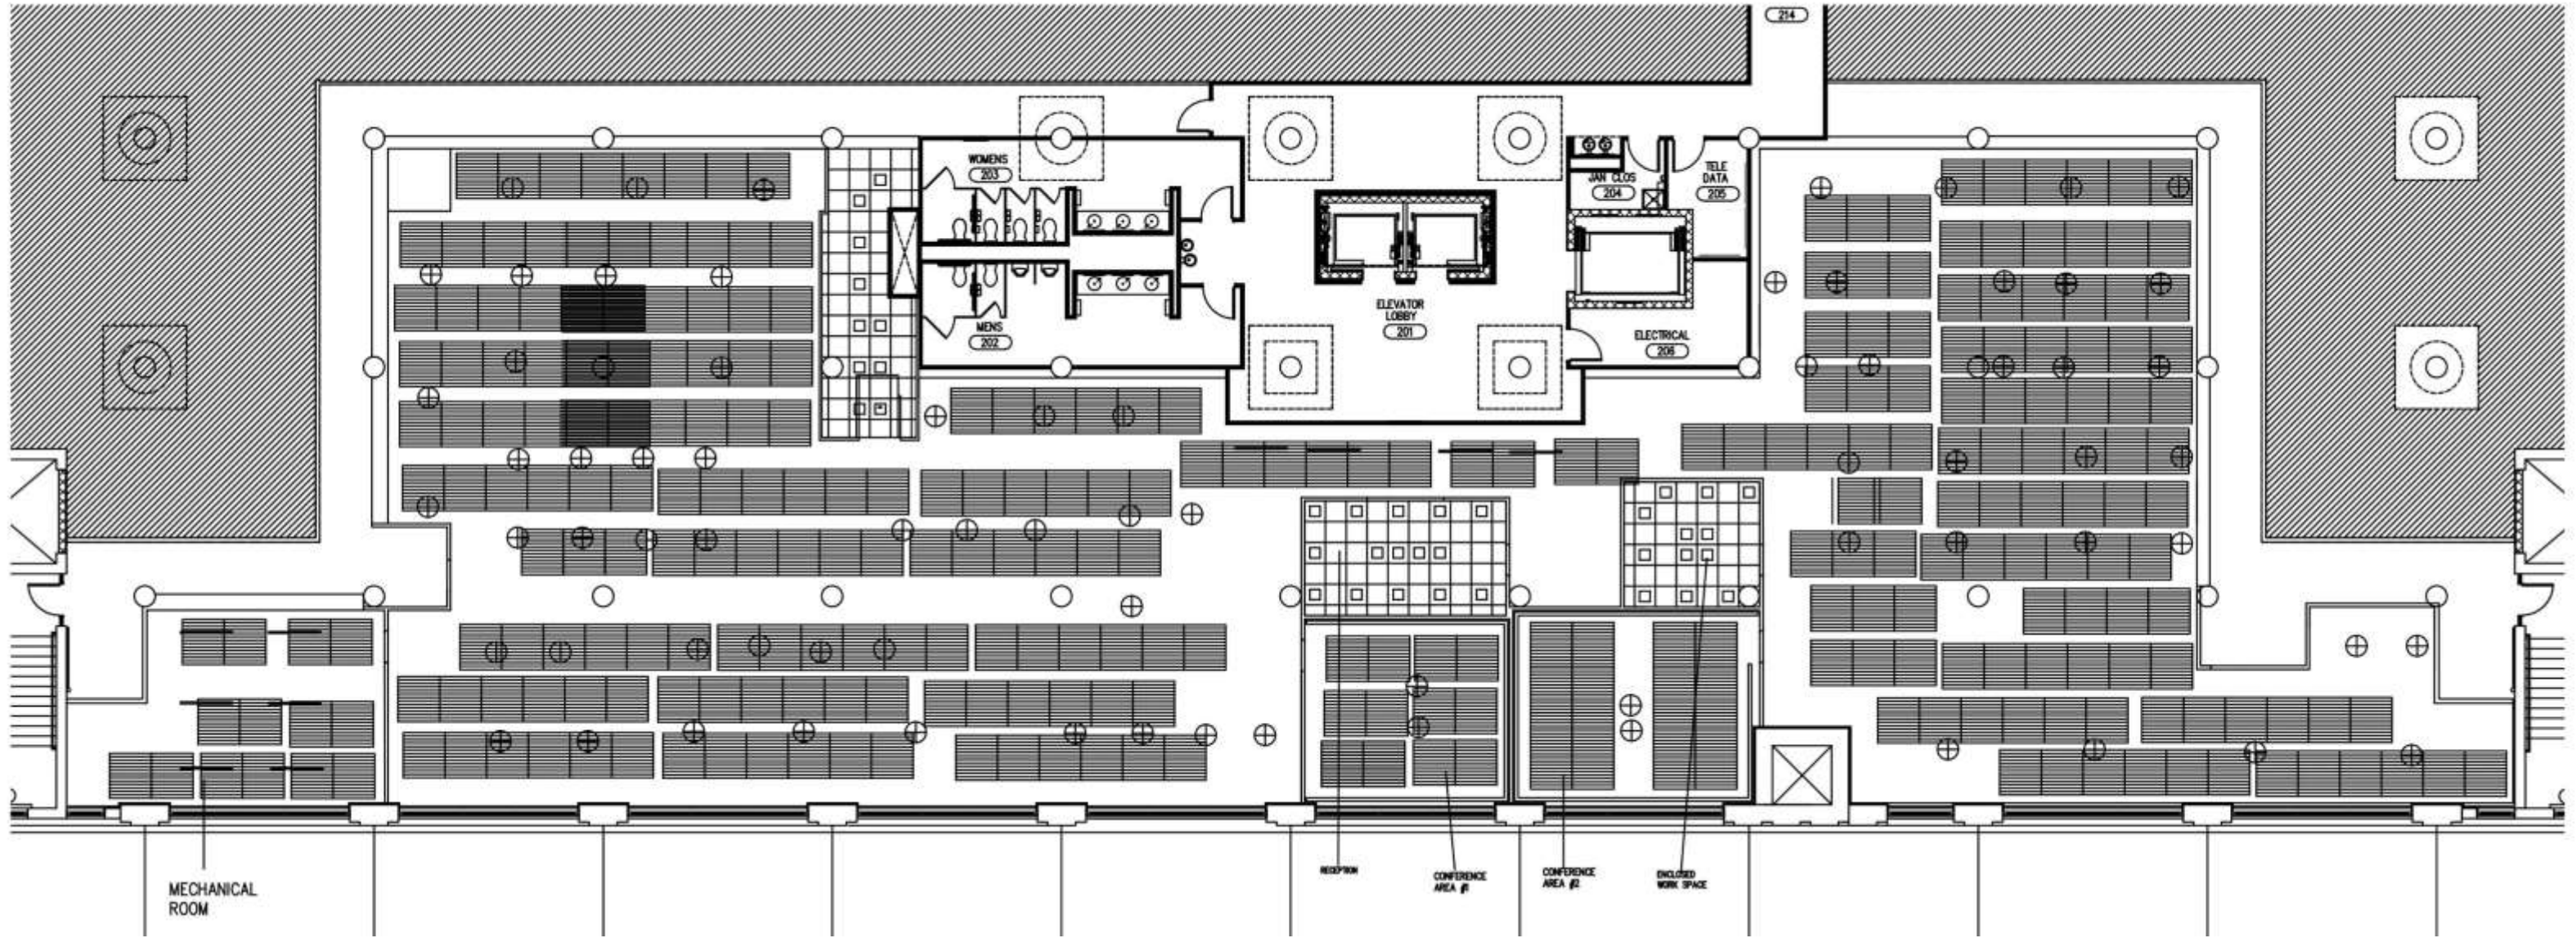 214
WOMENS
203
JAN CLOS
204
TELE
DATA
205
ELEVATOR
LOBBY
201
MENS
202
ELECTRICAL
206
MECHANICAL
ROOM
RECEPTION
CONFERENCE
AREA #1
CONFERENCE
AREA #2
ENCLOSED
WORK SPACE